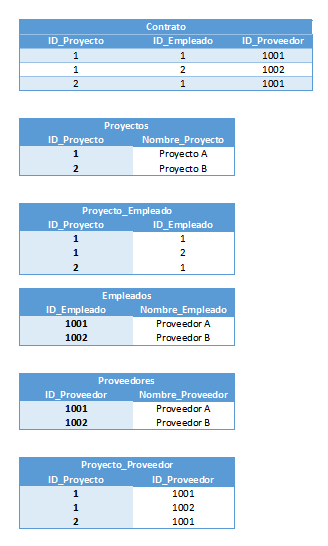 Contrato
ID_Proyecto ID_Empleado ID_Proveedor
1 1 1001
1 2 1002
2 1 1001
Proyectos
ID_Proyecto Nombre_Proyecto
1 Proyecto A
2 Proyecto B
Proyecto_Empleado
ID_Proyecto ID_Empleado
1 1
1 2
2 1
Empleados
ID_Empleado Nombre_Empleado
1001 Proveedor A
1002 Proveedor B
Proveedores
ID_Proveedor Nombre_Proveedor
1001 Proveedor A
1002 Proveedor B
Proyecto_Proveedor
ID_Proyecto ID_Proveedor
1 1001
1 1002
2 1001